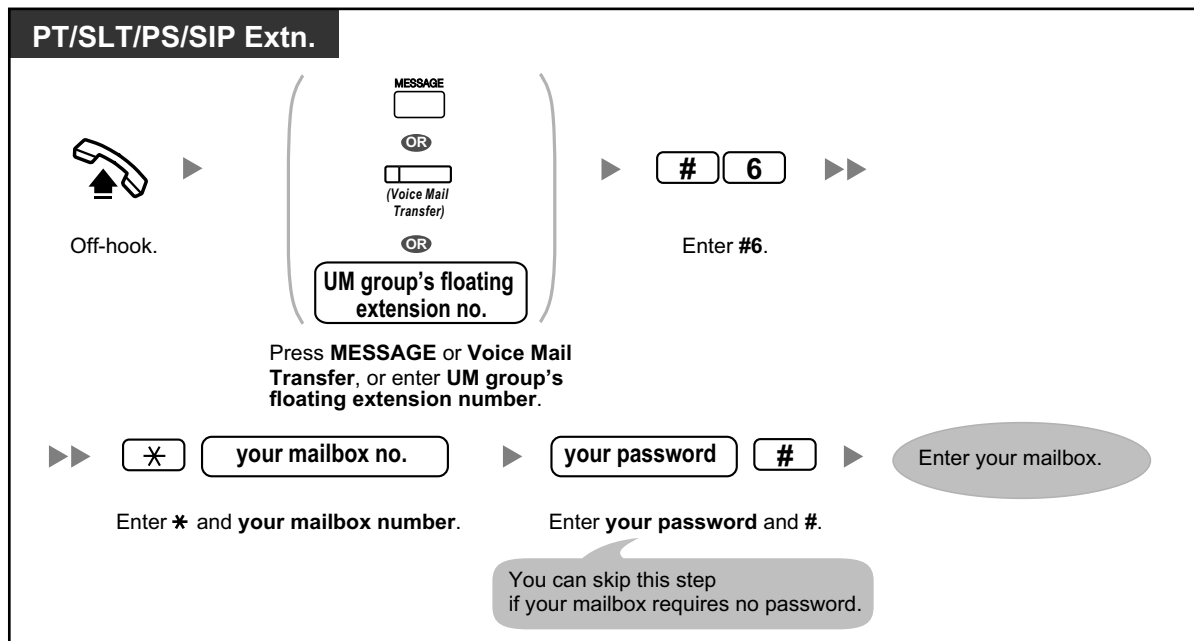 PT/SLT/PS/SIP Extn.
MESSAGE
OR
(Voice Mail
Transfer)
OR
UM group's floating
extension no.
# 6
Off-hook.
Press MESSAGE or Voice Mail
Transfer, or enter UM group's
floating extension number.
Enter #6.
* your mailbox no.
your password #
Enter your mailbox.
Enter * and your mailbox number.
Enter your password and #.
You can skip this step
if your mailbox requires no password.